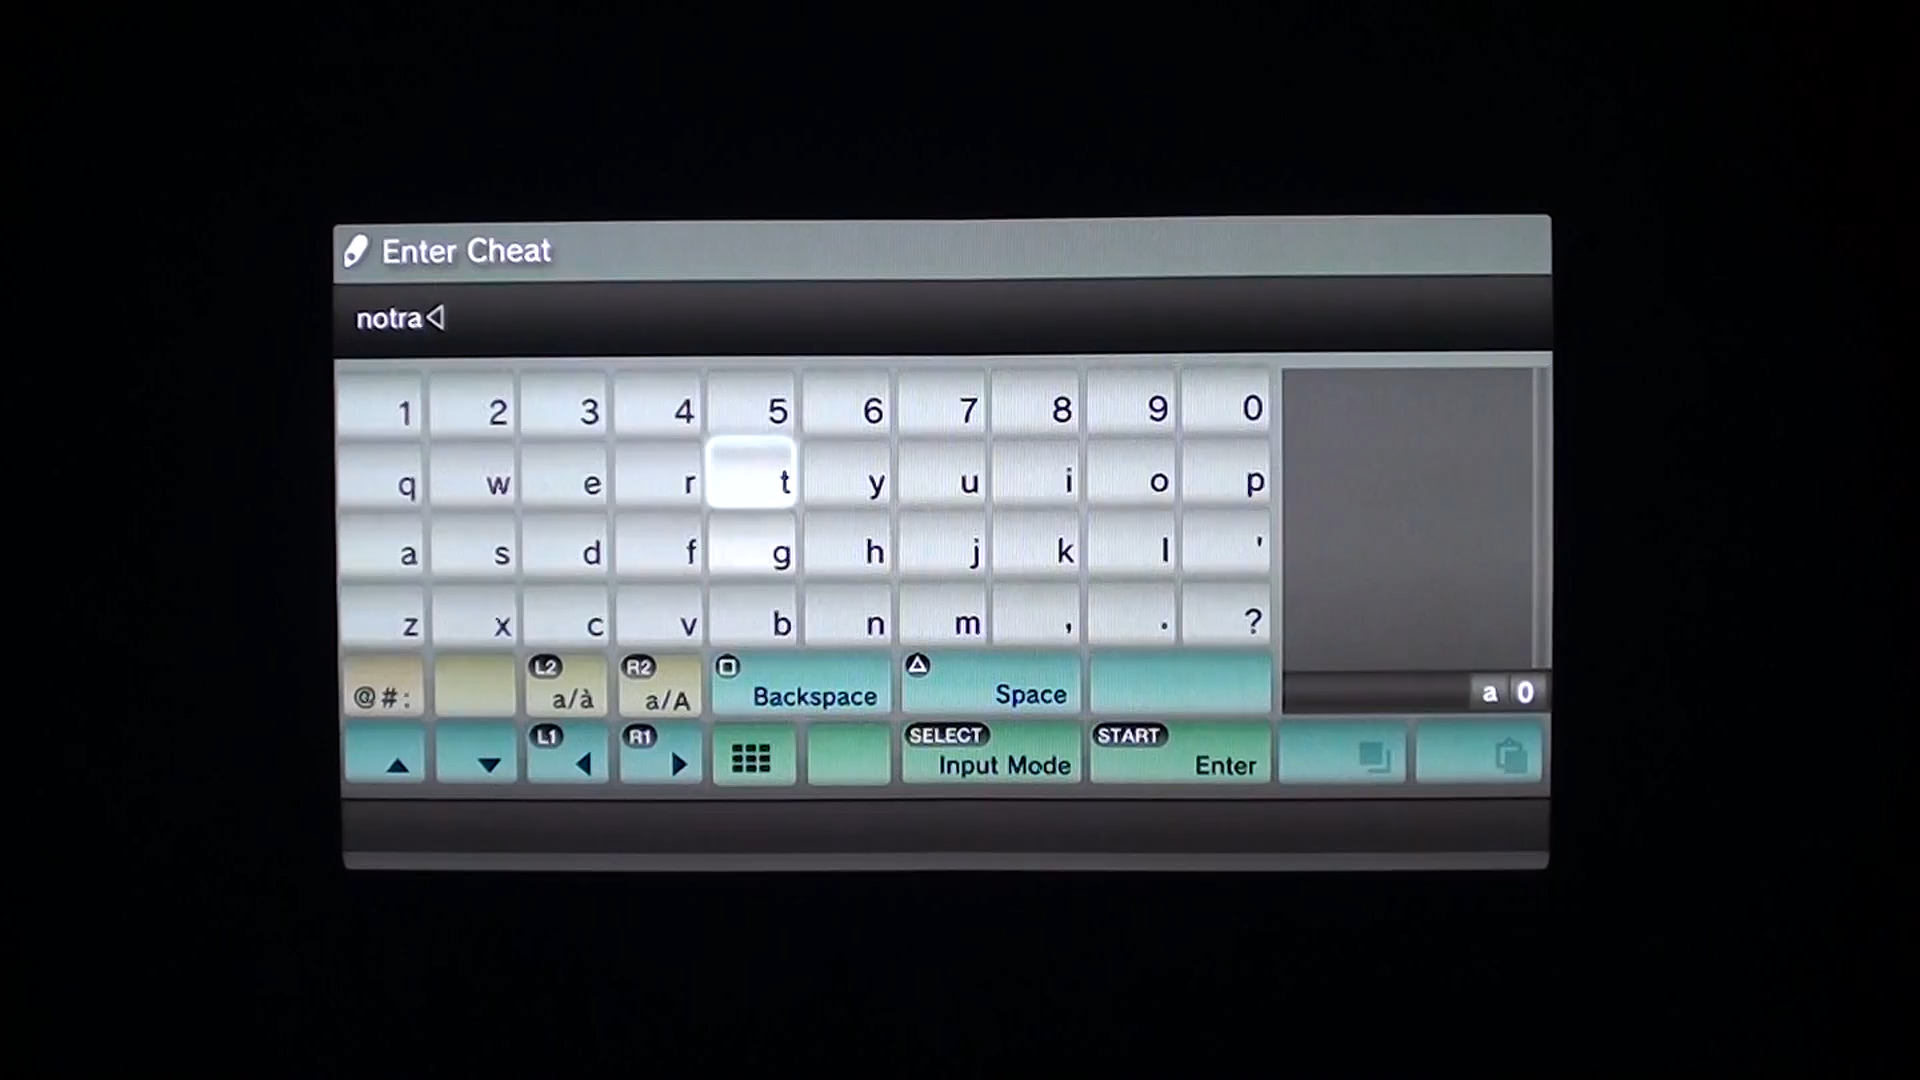 Enter Cheat
notra
1 2 3 4 5 6 7 8 9 0
q w e r t y u i o p
a s d f g h j k l '
z x c v b n m , . ?
@#: L2 a/à R2 a/A Backspace Space a 0
L1 R1 SELECT Input Mode START Enter